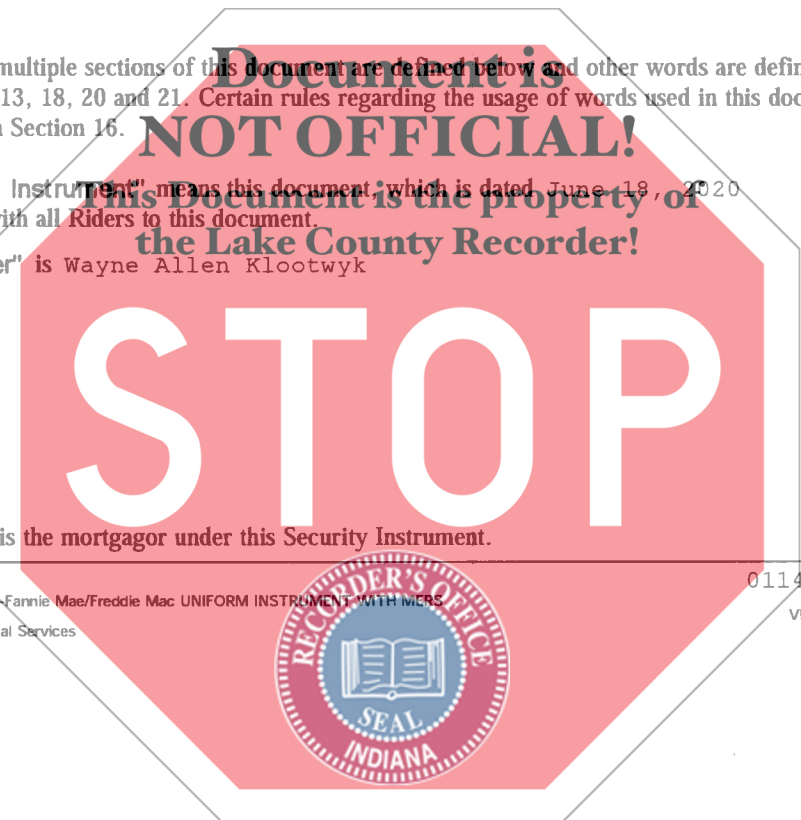 Document is
multiple sections of this document are defined below and other words are defin
13, 18, 20 and 21. Certain rules regarding the usage of words used in this doc
Section 16.
NOT OFFICIAL!
Instrument" means this document, which is dated June 18, 2020
This Document is the property of
with all Riders to this document.
the Lake County Recorder!
er" is Wayne Allen Klootwyk
STOP
is the mortgagor under this Security Instrument.
0114
-Fannie Mae/Freddie Mac UNIFORM INSTRUMENT WITH MERS
al Services
RECORDER'S OFFICE
SEAL
INDIANA